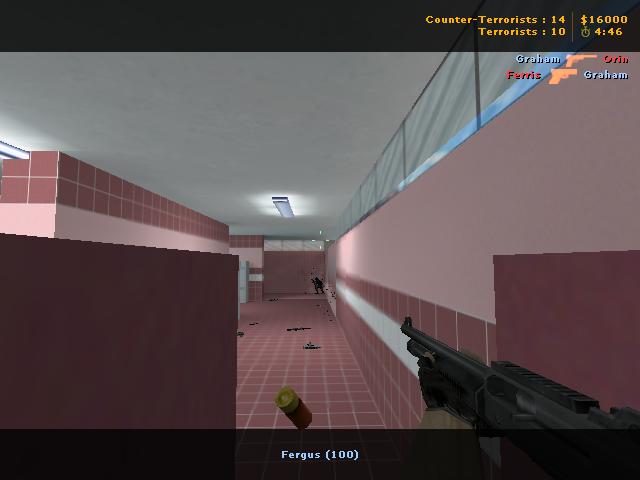 Counter-Terrorists : 14 $16000
Terrorists : 10 4:46
Graham Orin
Ferris Graham
Fergus (100)